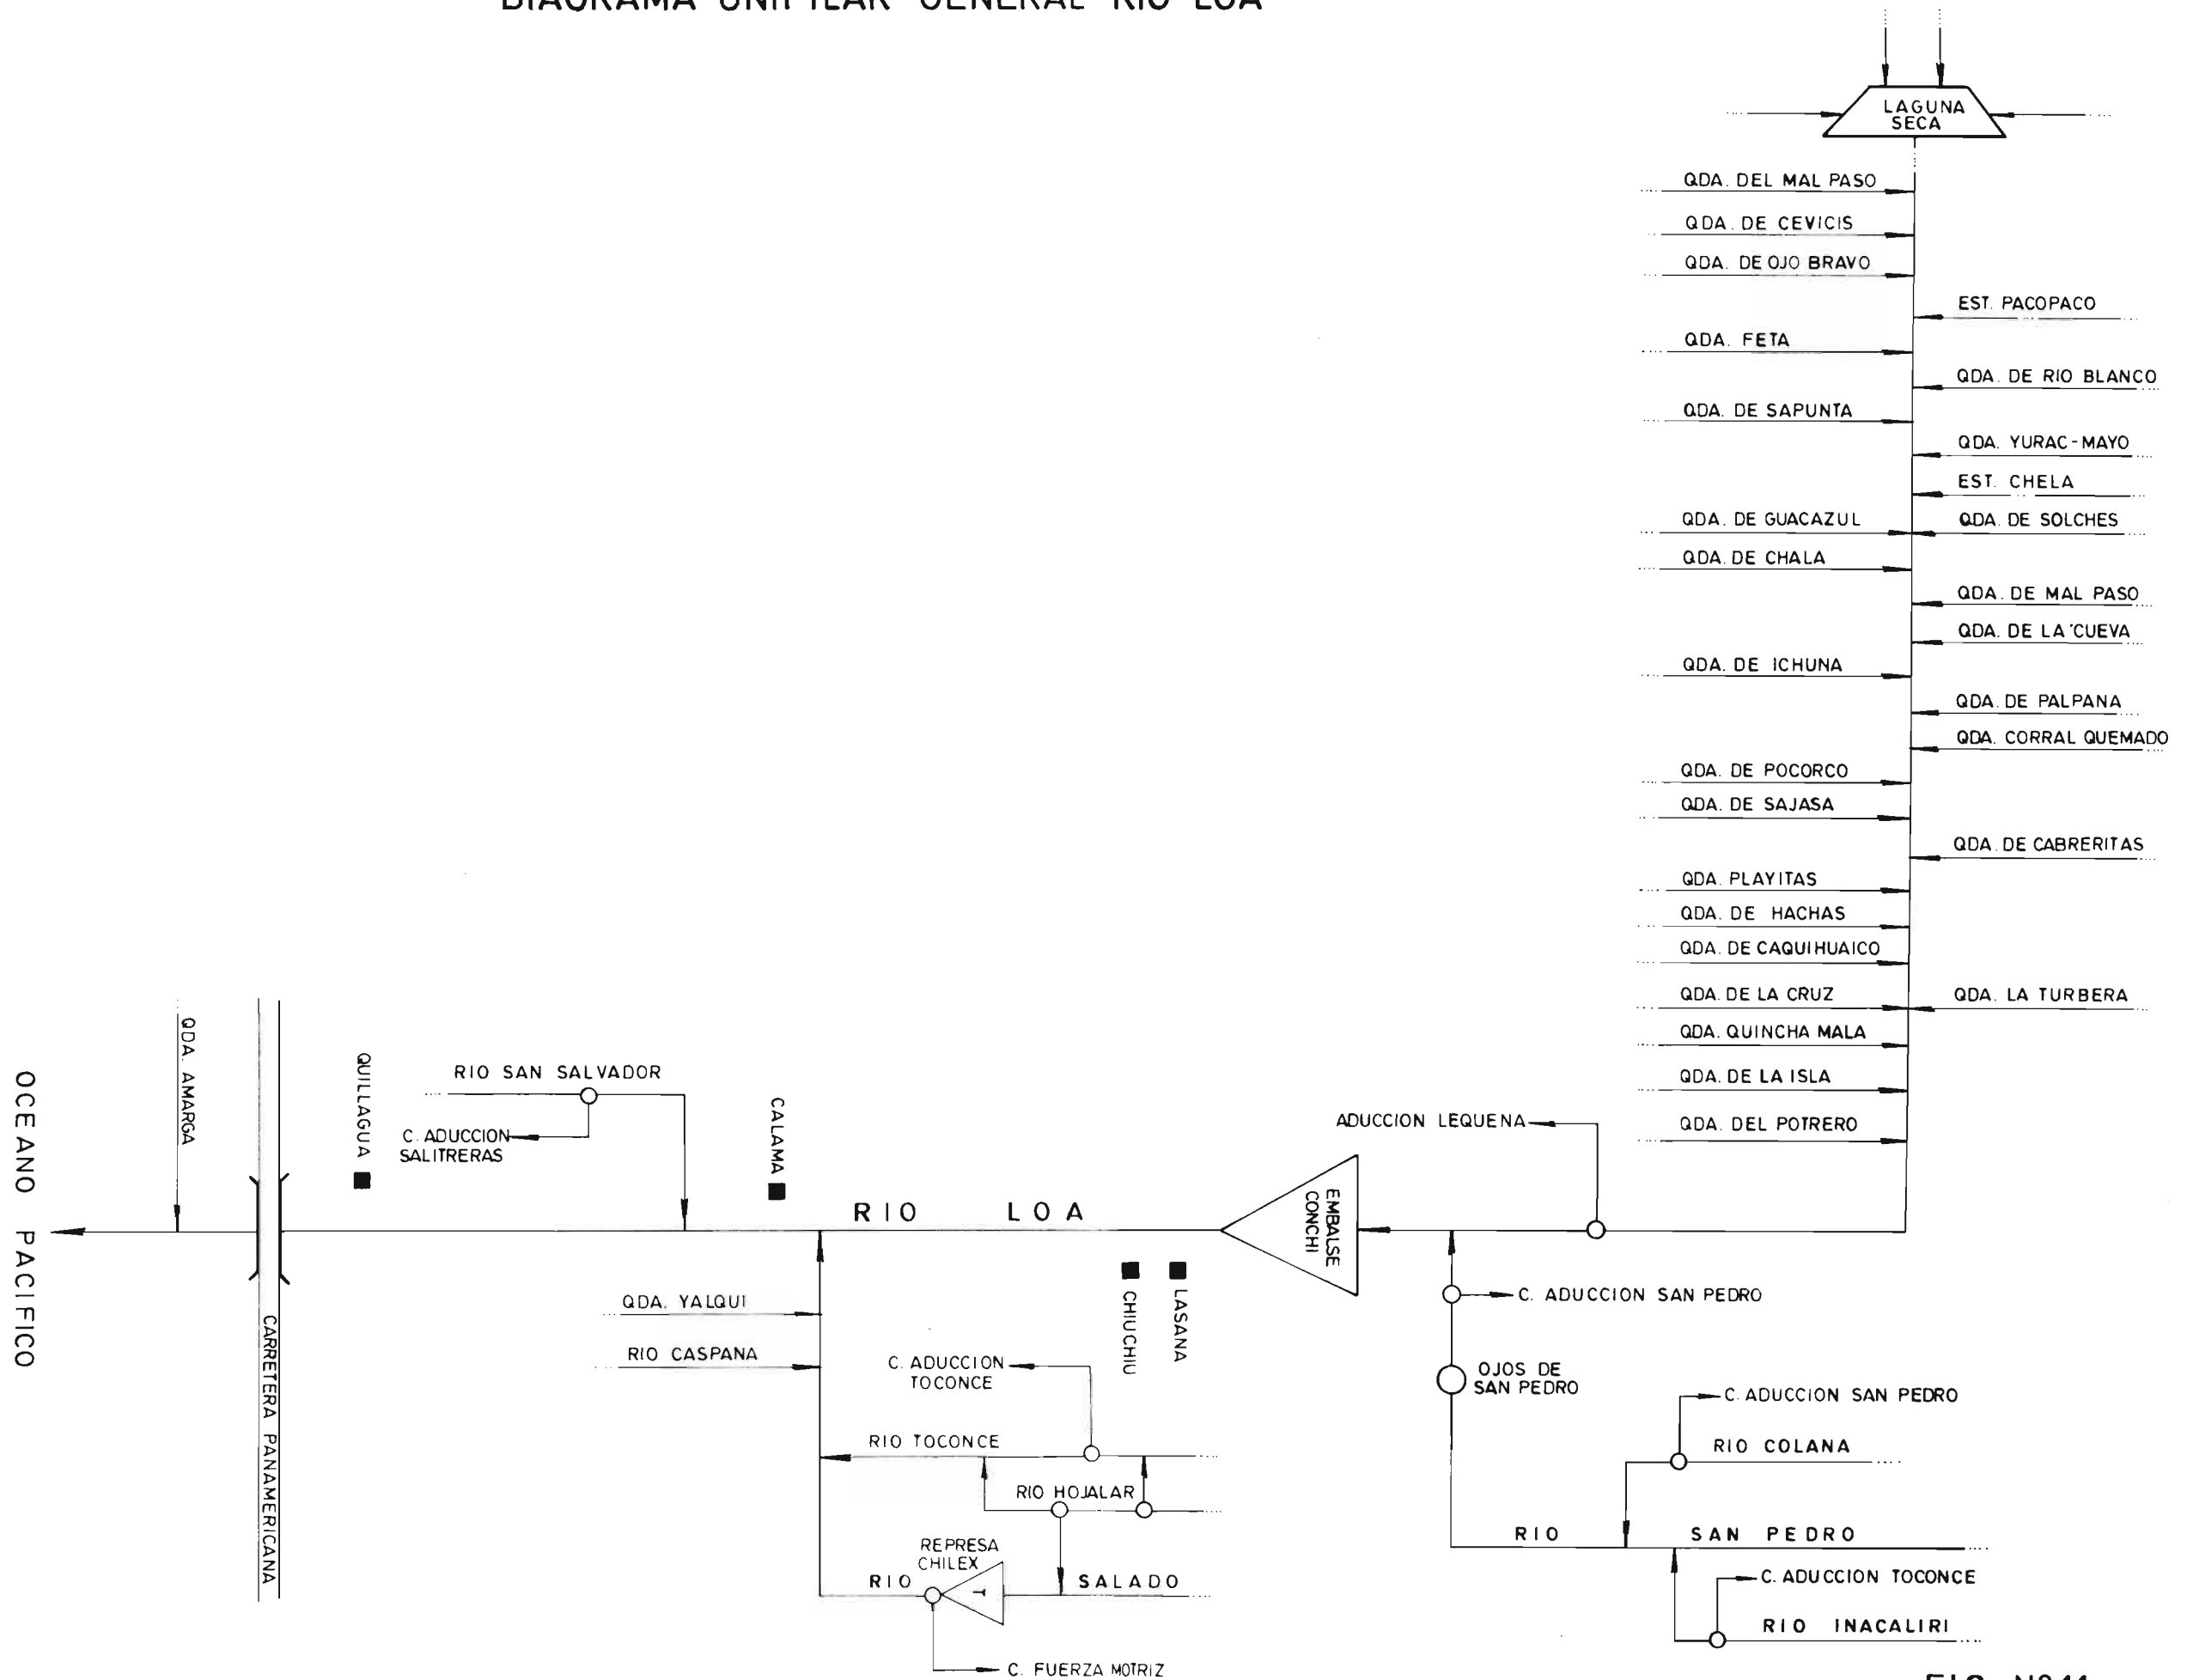 DIAGRAMA UNIFILAR GENERAL RIO LOA
LAGUNA
SECA
QDA. DEL MAL PASO
QDA. DE CEVICIS
QDA. DE OJO BRAVO
EST. PACOPACO
QDA. FETA
QDA. DE RIO BLANCO
QDA. DE SAPUNTA
QDA. YURAC-MAYO
EST. CHELA
QDA. DE GUACAZUL
QDA. DE SOLCHES
QDA. DE CHALA
QDA. DE MAL PASO
QDA. DE LA CUEVA
QDA. DE ICHUNA
QDA. DE PALPANA
QDA. CORRAL QUEMADO
QDA. DE POCORCO
QDA. DE SAJASA
QDA. DE CABRERITAS
QDA. PLAYITAS
QDA. DE HACHAS
QDA. DE CAQUIHUAICO
QDA. DE LA CRUZ
QDA. LA TURBERA
QDA. QUINCHA MALA
QDA. DE LA ISLA
QDA. DEL POTRERO
OCEANO PACIFICO
QDA. AMARGA
CARRETERA PANAMERICANA
QUILLAGUA
RIO SAN SALVADOR
C. ADUCCION
SALITRERAS
CALAMA
RIO LOA
ADUCCION LEQUENA
EMBALSE
CONCHI
CHIUCHIU
LASANA
QDA. YALQUI
RIO CASPANA
C. ADUCCION
TOCONCE
RIO TOCONCE
RIO HOJALAR
REPRESA
CHILEX
T
RIO SALADO
C. FUERZA MOTRIZ
C. ADUCCION SAN PEDRO
OJOS DE
SAN PEDRO
C. ADUCCION SAN PEDRO
RIO COLANA
RIO SAN PEDRO
C. ADUCCION TOCONCE
RIO INACALIRI